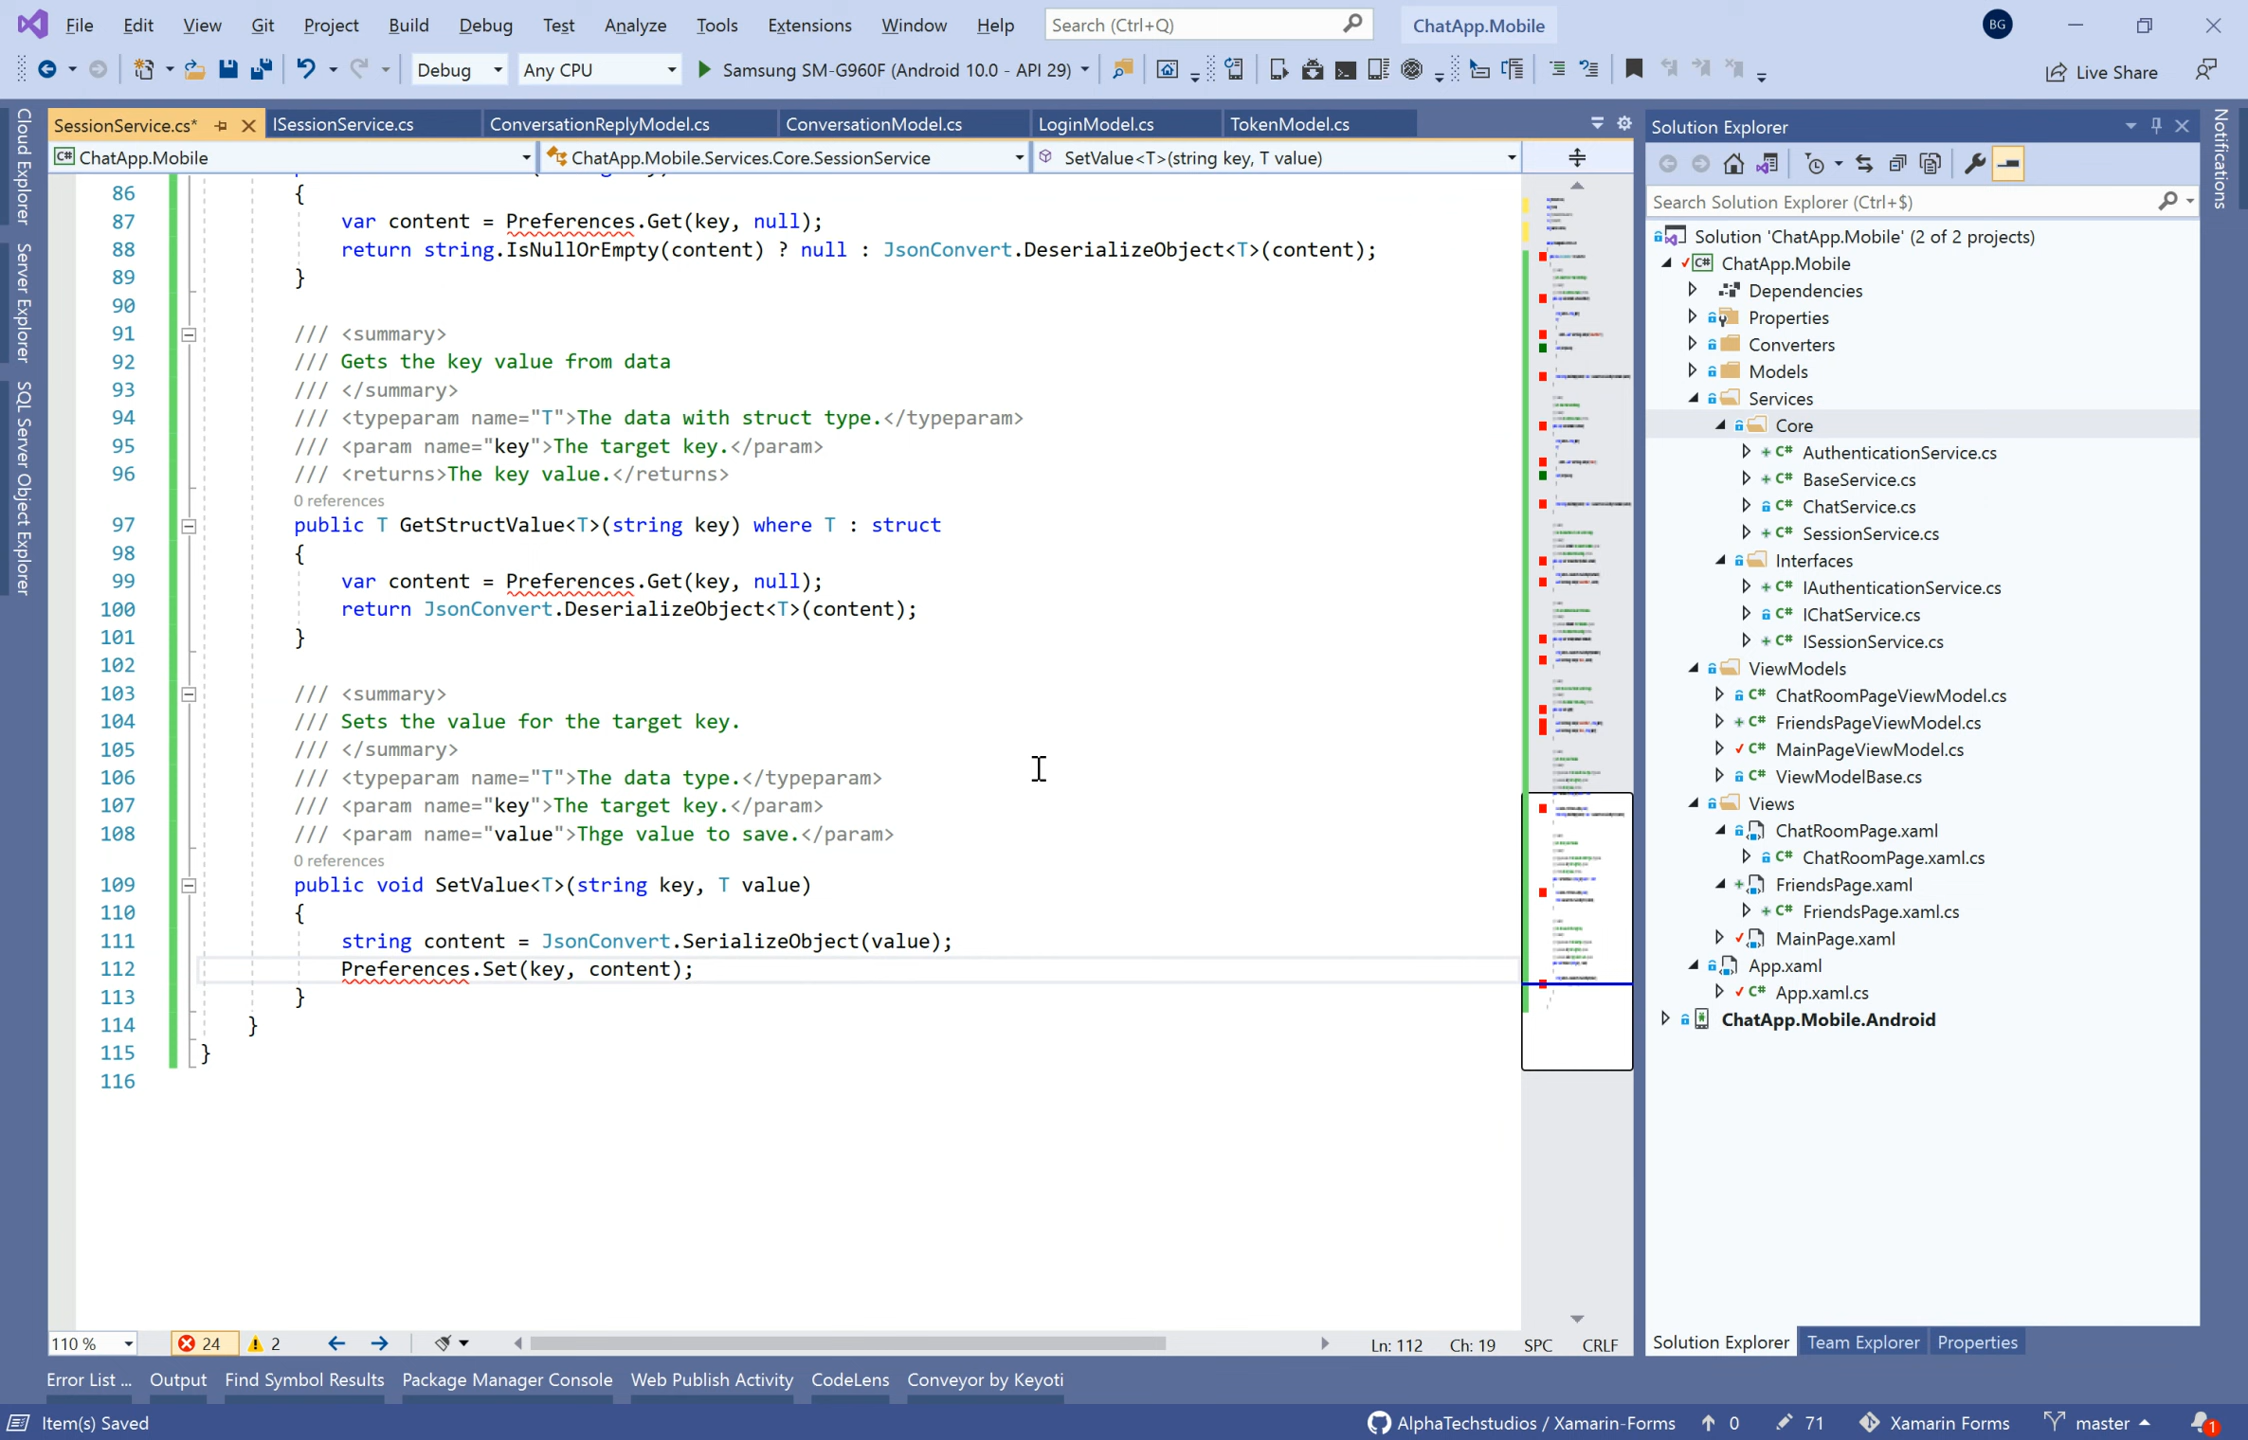 File Edit View Git Project Build Debug Test Analyze Tools Extensions Window Help Search (Ctrl+Q) ChatApp.Mobile BG
Debug Any CPU Samsung SM-G960F (Android 10.0 - API 29) Live Share
SessionService.cs* ISessionService.cs ConversationReplyModel.cs ConversationModel.cs LoginModel.cs TokenModel.cs
C# ChatApp.Mobile ChatApp.Mobile.Services.Core.SessionService SetValue<T>(string key, T value)
86 {
87 var content = Preferences.Get(key, null);
88 return string.IsNullOrEmpty(content) ? null : JsonConvert.DeserializeObject<T>(content);
89 }
90
91 /// <summary>
92 /// Gets the key value from data
93 /// </summary>
94 /// <typeparam name="T">The data with struct type.</typeparam>
95 /// <param name="key">The target key.</param>
96 /// <returns>The key value.</returns>
0 references
97 public T GetStructValue<T>(string key) where T : struct
98 {
99 var content = Preferences.Get(key, null);
100 return JsonConvert.DeserializeObject<T>(content);
101 }
102
103 /// <summary>
104 /// Sets the value for the target key.
105 /// </summary>
106 /// <typeparam name="T">The data type.</typeparam>
107 /// <param name="key">The target key.</param>
108 /// <param name="value">Thge value to save.</param>
0 references
109 public void SetValue<T>(string key, T value)
110 {
111 string content = JsonConvert.SerializeObject(value);
112 Preferences.Set(key, content);
113 }
114 }
115 }
116
110 % 24 2 Ln: 112 Ch: 19 SPC CRLF
Cloud Explorer
Server Explorer
SQL Server Object Explorer
Solution Explorer
Search Solution Explorer (Ctrl+$)
Solution 'ChatApp.Mobile' (2 of 2 projects)
C# ChatApp.Mobile
Dependencies
Properties
Converters
Models
Services
Core
C# AuthenticationService.cs
C# BaseService.cs
C# ChatService.cs
C# SessionService.cs
Interfaces
C# IAuthenticationService.cs
C# IChatService.cs
C# ISessionService.cs
ViewModels
C# ChatRoomPageViewModel.cs
C# FriendsPageViewModel.cs
C# MainPageViewModel.cs
C# ViewModelBase.cs
Views
ChatRoomPage.xaml
C# ChatRoomPage.xaml.cs
FriendsPage.xaml
C# FriendsPage.xaml.cs
MainPage.xaml
App.xaml
C# App.xaml.cs
ChatApp.Mobile.Android
Solution Explorer Team Explorer Properties
Notifications
Error List ... Output Find Symbol Results Package Manager Console Web Publish Activity CodeLens Conveyor by Keyoti
Item(s) Saved AlphaTechstudios / Xamarin-Forms 0 71 Xamarin Forms master 1